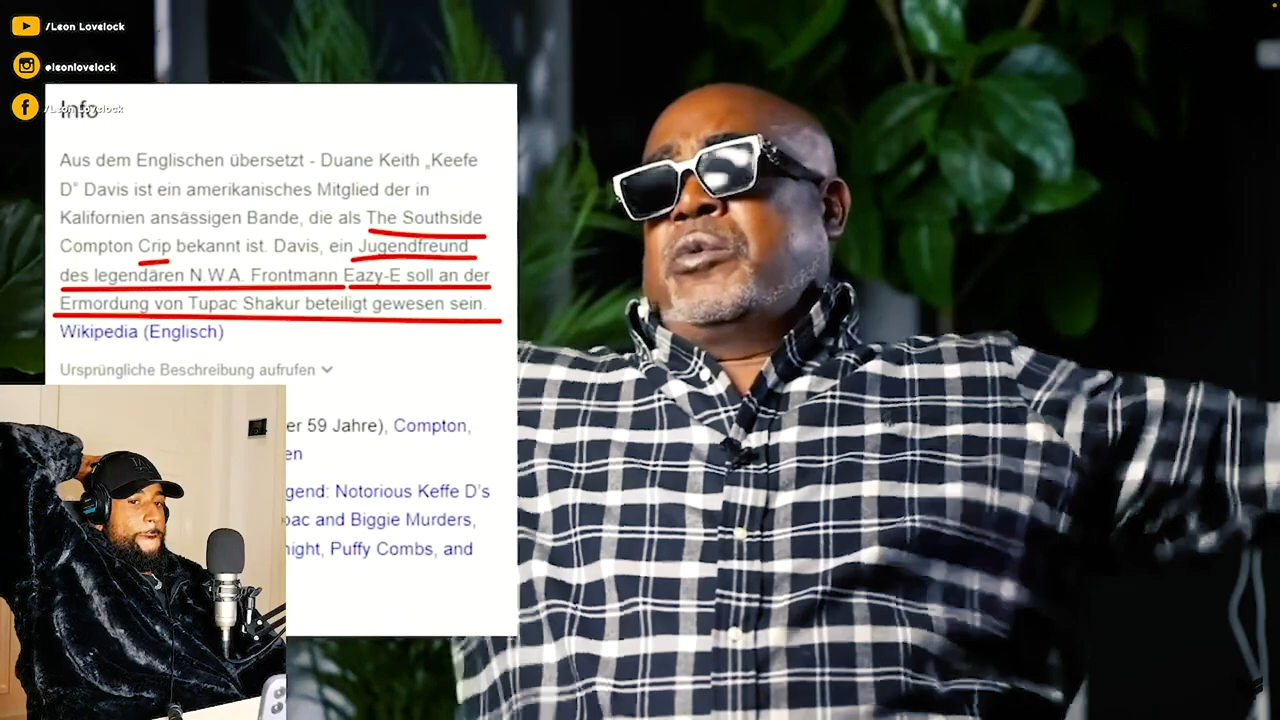 /Leon Lovelock
@leonlovelock
/Leon Lovelock
Info
Aus dem Englischen übersetzt - Duane Keith „Keefe
D“ Davis ist ein amerikanisches Mitglied der in
Kalifornien ansässigen Bande, die als The Southside
Compton Crip bekannt ist. Davis, ein Jugendfreund
des legendären N.W.A. Frontmann Eazy-E soll an der
Ermordung von Tupac Shakur beteiligt gewesen sein.
Wikipedia (Englisch)
Ursprüngliche Beschreibung aufrufen
er 59 Jahre), Compton,
en
gend: Notorious Keffe D's
pac and Biggie Murders,
night, Puffy Combs, and